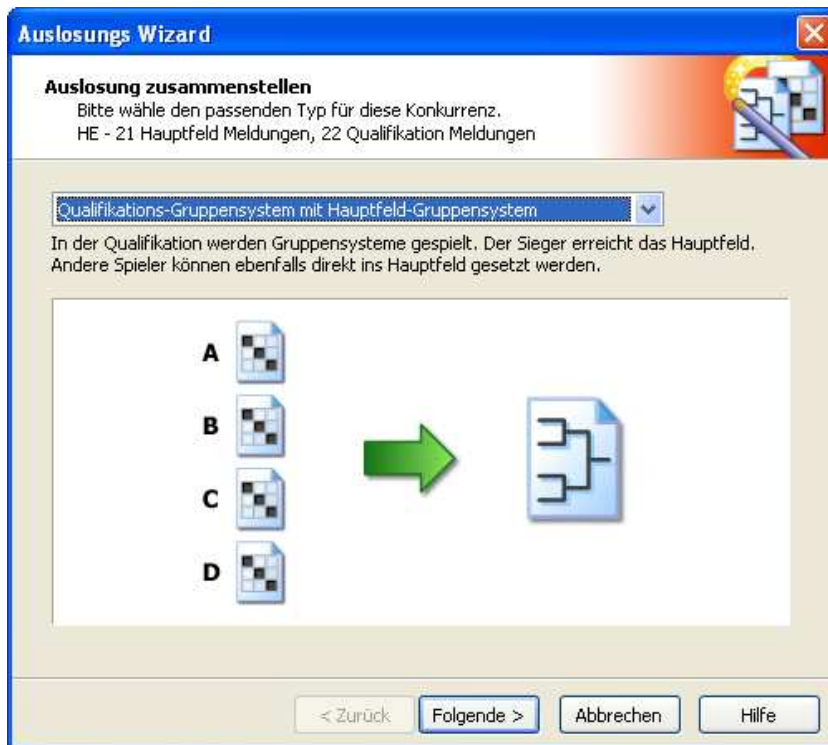 Auslosungs Wizard
Auslosung zusammenstellen
Bitte wähle den passenden Typ für diese Konkurrenz.
HE - 21 Hauptfeld Meldungen, 22 Qualifikation Meldungen
Qualifikations-Gruppensystem mit Hauptfeld-Gruppensystem
In der Qualifikation werden Gruppensysteme gespielt. Der Sieger erreicht das Hauptfeld.
Andere Spieler können ebenfalls direkt ins Hauptfeld gesetzt werden.
A
B
C
D
< Zurück Folgende > Abbrechen Hilfe